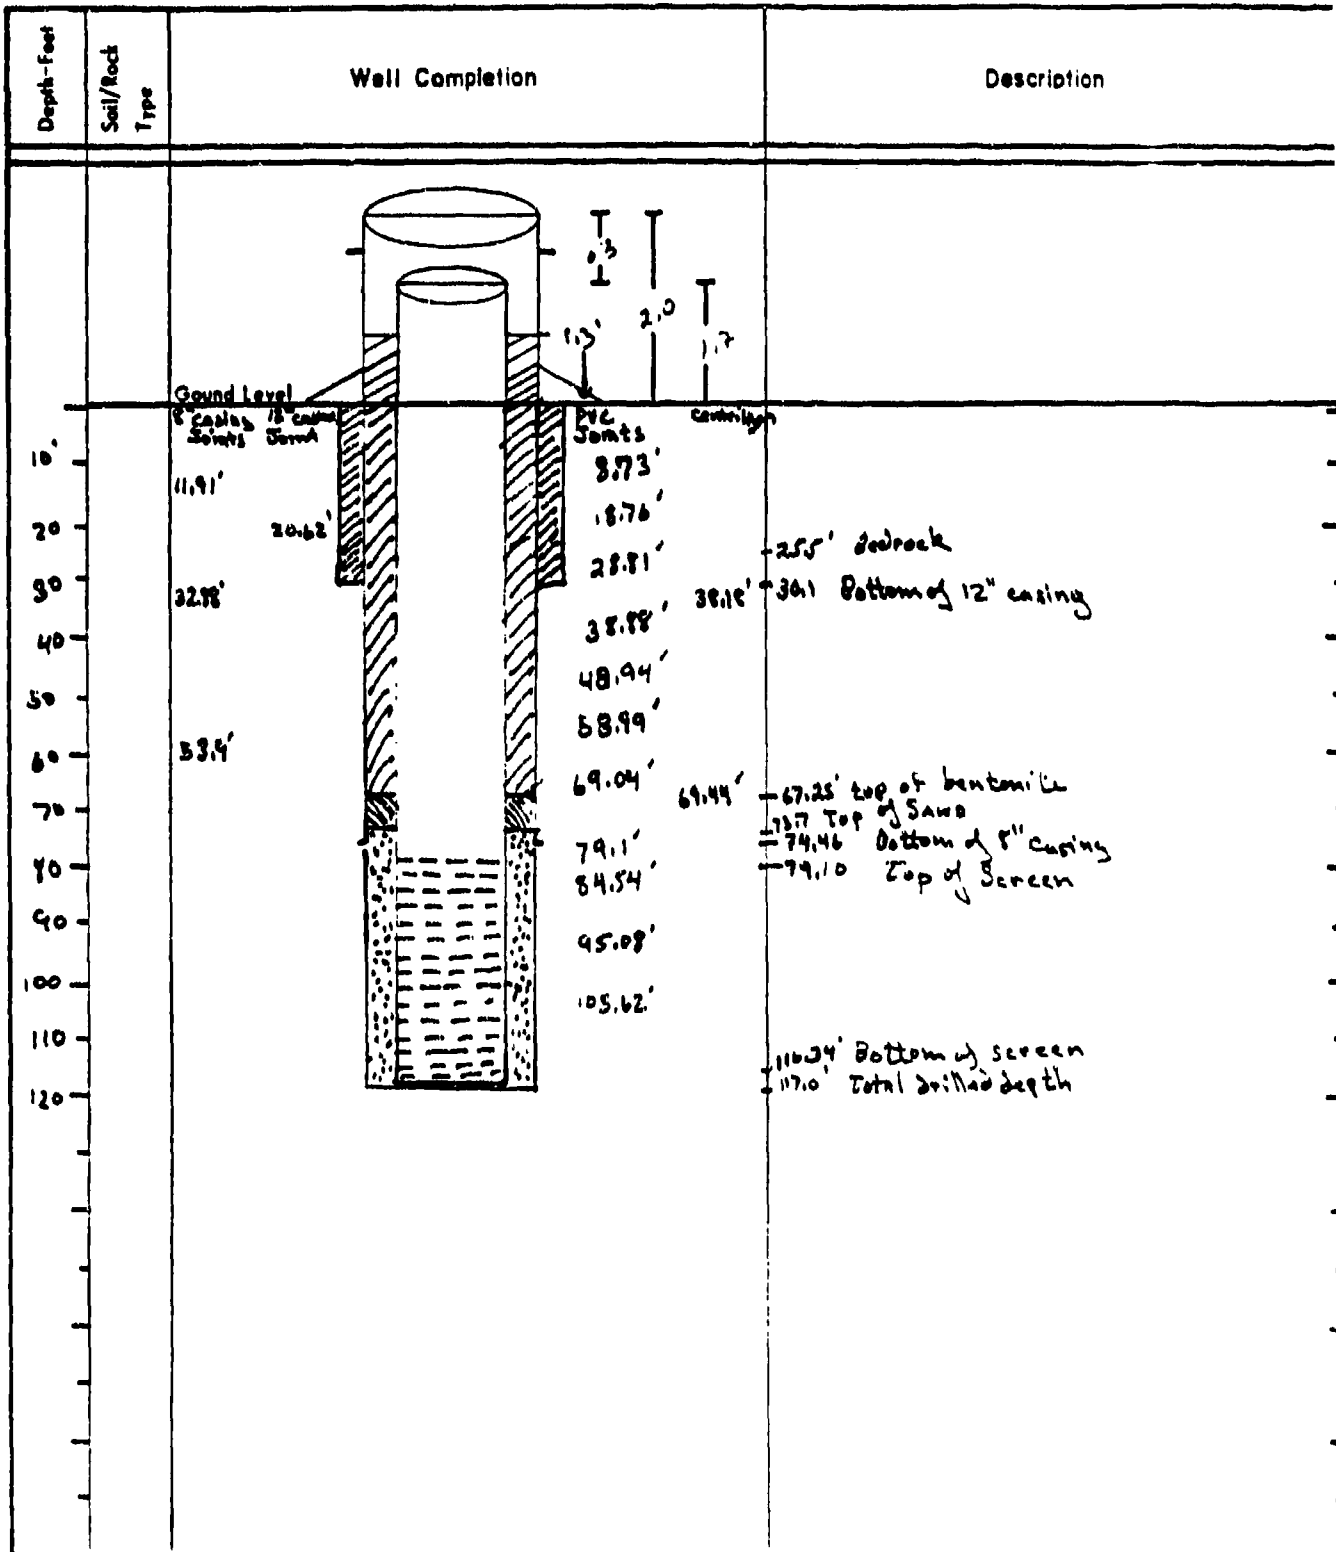 Depth-Feet
Soil/Rock Type
Well Completion
Description
.3
2.0
1.7
1.3'
Gound Level
8" casing Joints
12" casing Joint
PVC Joints
10'
8.73'
11.91'
18.76'
20
20.62'
28.81'
25.5' Bedrock
30
32.98'
38.18'
30.1 Bottom of 12" casing
38.88'
40
48.94'
50
58.99'
60
53.9'
69.04'
69.44'
67.25' top of bentonite
70
73.7 Top of Sand
79.1'
74.46 Bottom of 8" casing
80
84.54'
79.10 Top of Screen
90
95.08'
100
105.62'
110
Bottom of screen
117.0' Total drilled depth
120